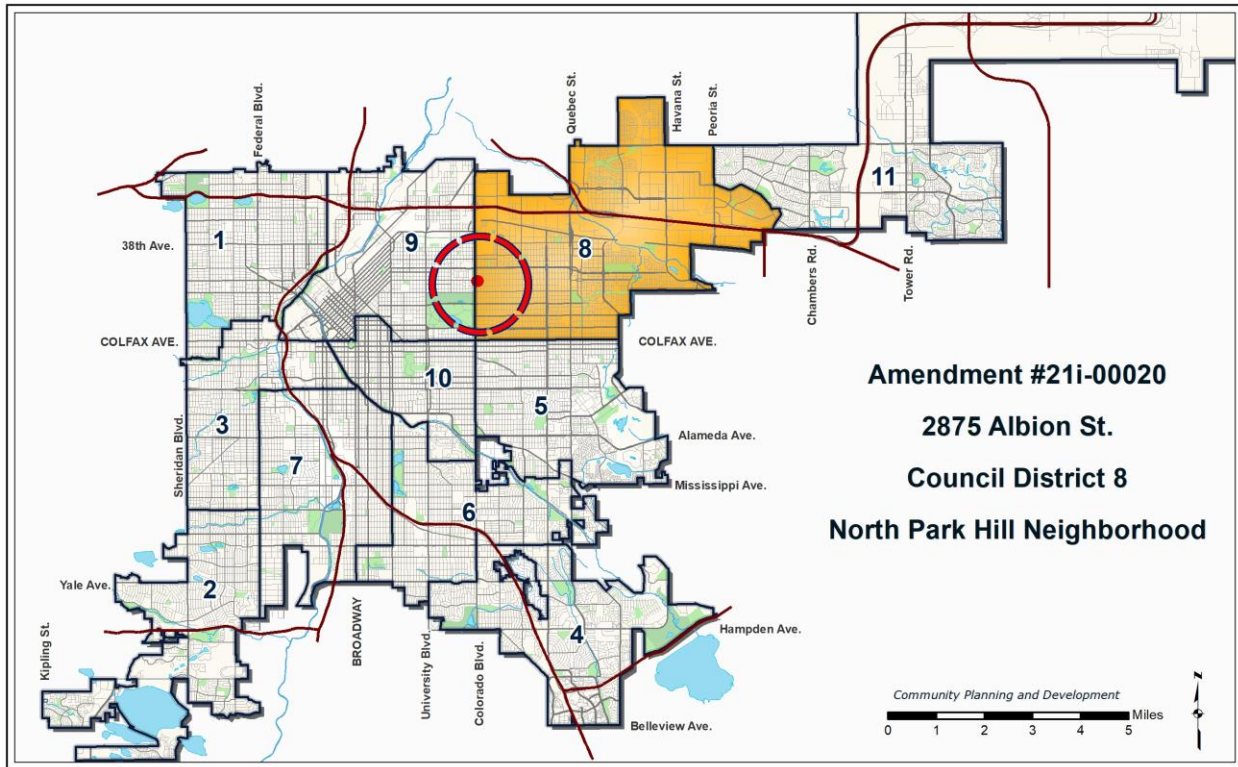 Federal Blvd.
Quebec St.
Havana St.
Peoria St.
1
9
8
11
38th Ave.
Chambers Rd.
Tower Rd.
COLFAX AVE.
COLFAX AVE.
10
5
3
Sheridan Blvd.
7
Alameda Ave.
Mississippi Ave.
6
Yale Ave.
2
Kipling St.
BROADWAY
University Blvd.
Colorado Blvd.
4
Hampden Ave.
Belleview Ave.
Amendment #21i-00020
2875 Albion St.
Council District 8
North Park Hill Neighborhood
Community Planning and Development
Miles
0 1 2 3 4 5
N